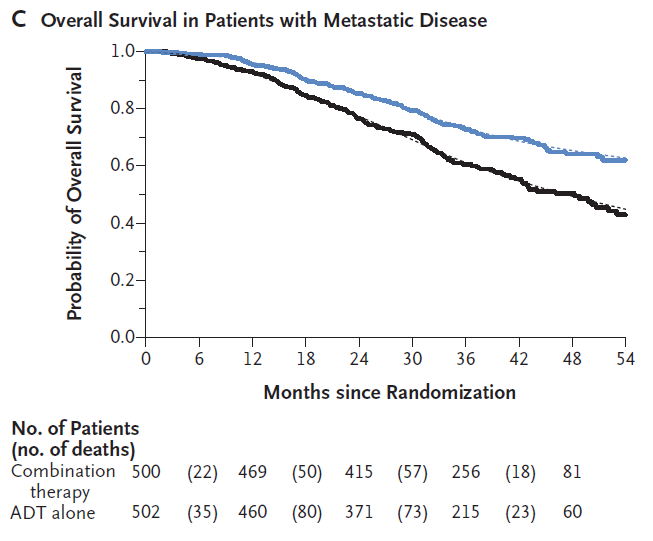 C Overall Survival in Patients with Metastatic Disease
1.0
0.8
0.6
0.4
0.2
0.0
Probability of Overall Survival
0 6 12 18 24 30 36 42 48 54
Months since Randomization
No. of Patients
(no. of deaths)
Combination 500 (22) 469 (50) 415 (57) 256 (18) 81
therapy
ADT alone 502 (35) 460 (80) 371 (73) 215 (23) 60